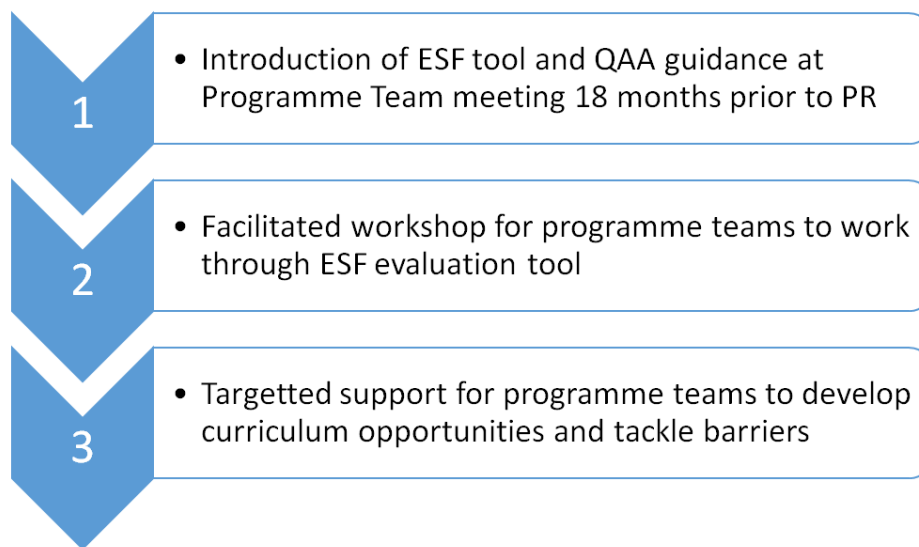 1
• Introduction of ESF tool and QAA guidance at
Programme Team meeting 18 months prior to PR
2
• Facilitated workshop for programme teams to work
through ESF evaluation tool
3
• Targetted support for programme teams to develop
curriculum opportunities and tackle barriers